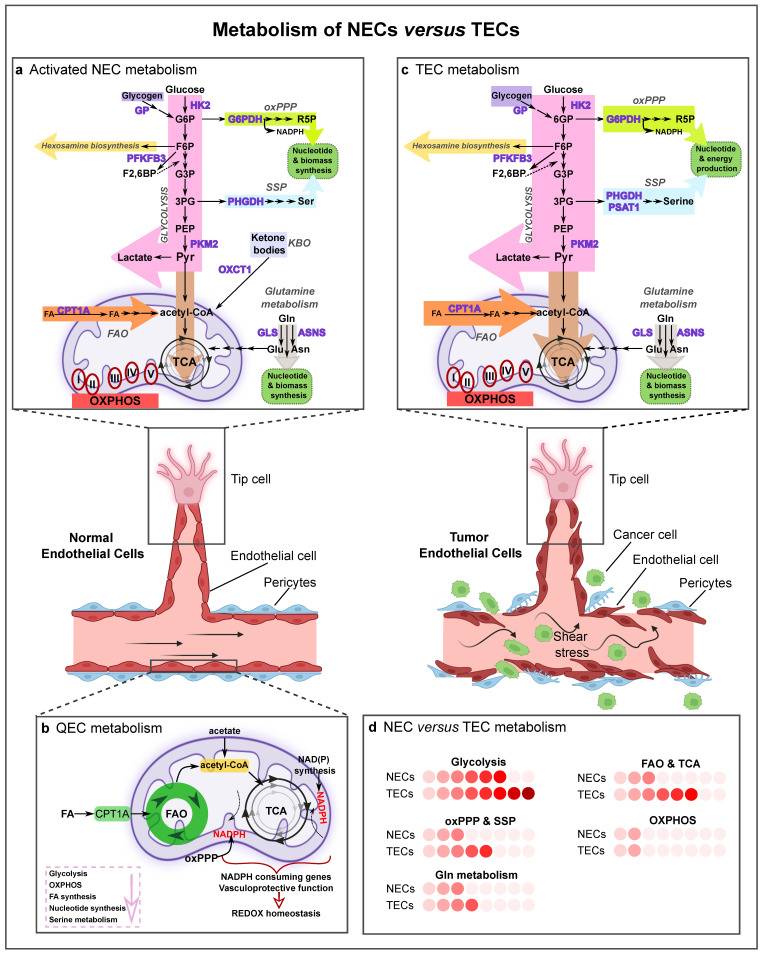 Metabolism of NECs versus TECs
a Activated NEC metabolism
Glucose
Glycogen
HK2
GP
G6P
G6PDH
oxPPP
R5P
NADPH
Hexosamine biosynthesis
F6P
Nucleotide
& biomass
synthesis
PFKFB3
F2,6BP
G3P
SSP
GLYCOLYSIS
3PG
PHGDH
Ser
PEP
PKM2
Ketone
bodies
KBO
Lactate
Pyr
OXCT1
Glutamine
metabolism
CPT1A
FA
FA
acetyl-CoA
FAO
Gln
GLS
ASNS
TCA
Glu
Asn
I
II
III
IV
V
OXPHOS
Nucleotide
& biomass
synthesis
c TEC metabolism
Glucose
Glycogen
HK2
GP
6GP
G6PDH
oxPPP
R5P
NADPH
Hexosamine biosynthesis
F6P
Nucleotide
& energy
production
PFKFB3
F2,6BP
G3P
SSP
GLYCOLYSIS
3PG
PHGDH
PSAT1
Serine
PEP
PKM2
Lactate
Pyr
Glutamine
metabolism
CPT1A
FA
FA
acetyl-CoA
FAO
Gln
GLS
ASNS
TCA
Glu
Asn
I
II
III
IV
V
OXPHOS
Nucleotide
& biomass
synthesis
Tip cell
Normal
Endothelial Cells
Endothelial cell
Pericytes
Tip cell
Tumor
Endothelial Cells
Cancer cell
Endothelial cell
Pericytes
Shear
stress
b QEC metabolism
acetate
acetyl-CoA
NAD(P)
synthesis
FA
CPT1A
FAO
TCA
NADPH
NADPH
oxPPP
NADPH consuming genes
Vasculoprotective function
REDOX homeostasis
Glycolysis
OXPHOS
FA synthesis
Nucleotide synthesis
Serine metabolism
d NEC versus TEC metabolism
Glycolysis
NECs
TECs
oxPPP & SSP
NECs
TECs
Gln metabolism
NECs
TECs
FAO & TCA
NECs
TECs
OXPHOS
NECs
TECs